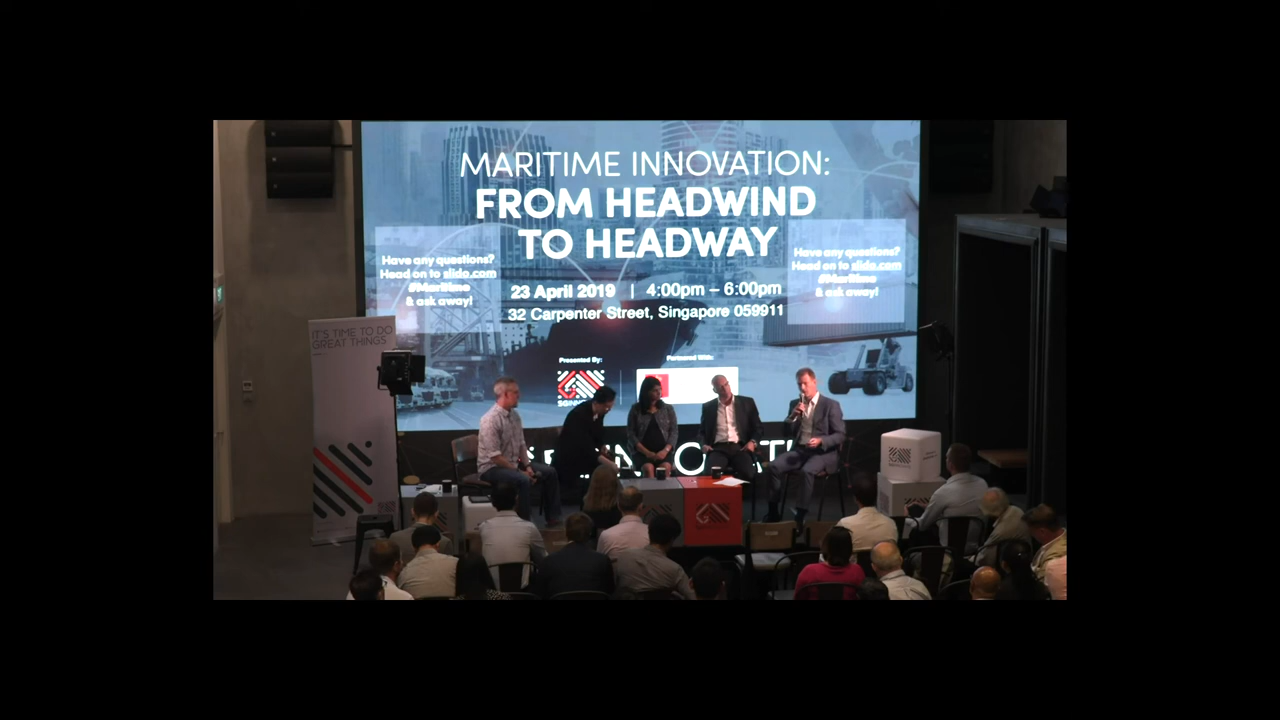 MARITIME INNOVATION:
FROM HEADWIND
TO HEADWAY
Have any questions?
Head on to slido.com
#Maritime
& ask away!
Have any questions?
Head on to slido.com
#Maritime
& ask away!
23 April 2019 | 4:00pm – 6:00pm
32 Carpenter Street, Singapore 059911
Presented By:
Partnered With:
IT'S TIME TO DO
GREAT THINGS